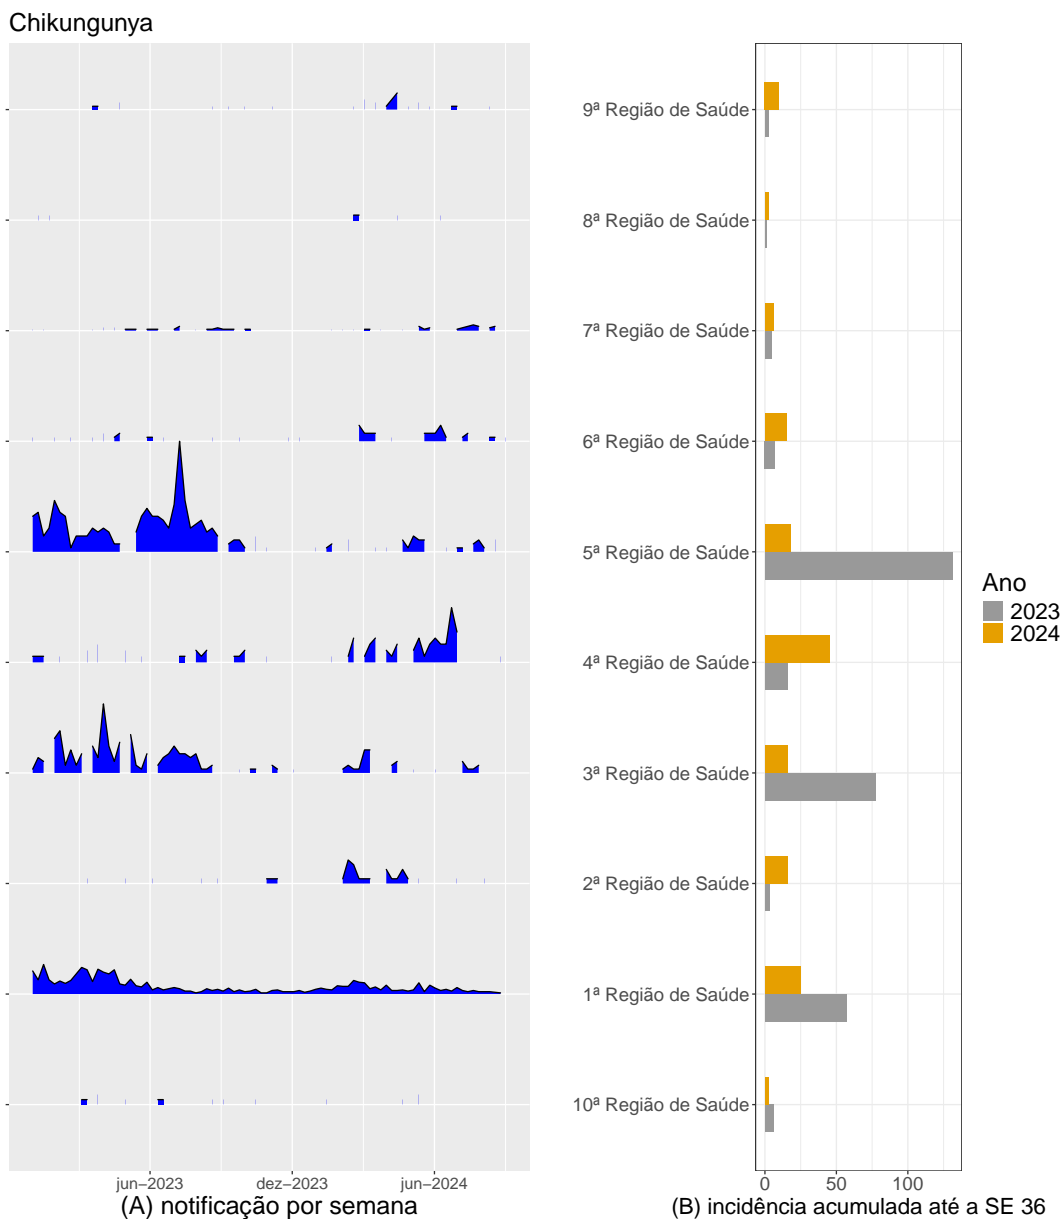 Chikungunya
9ª Região de Saúde
8ª Região de Saúde
7ª Região de Saúde
6ª Região de Saúde
5ª Região de Saúde
4ª Região de Saúde
3ª Região de Saúde
2ª Região de Saúde
1ª Região de Saúde
10ª Região de Saúde
jun–2023 dez–2023 jun–2024
(A) notificação por semana
0 50 100
(B) incidência acumulada até a SE 36
Ano
2023
2024